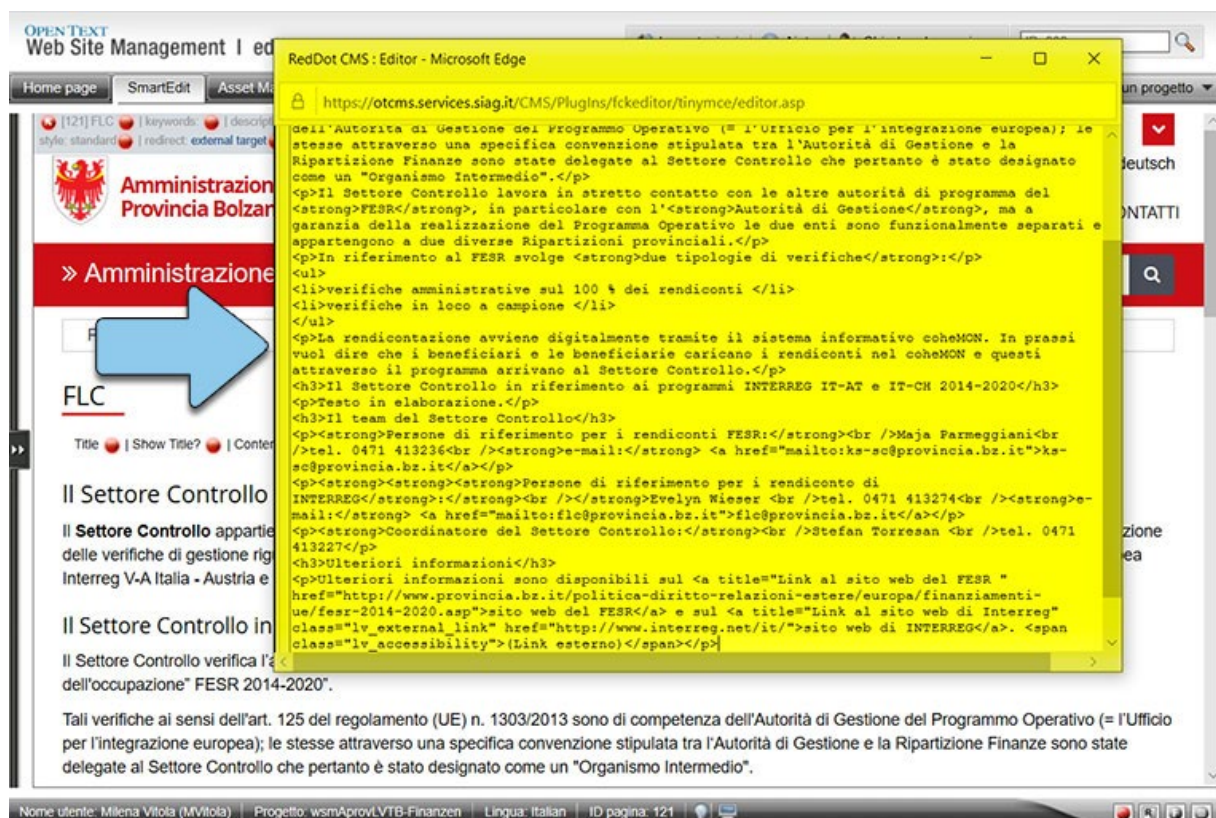 OPEN TEXT
Web Site Management | ed
Home page SmartEdit Asset Ma
un progetto
[121] FLC | keywords: | descript
style: standard | redirect: external target
deutsch
Amministrazion
Provincia Bolzar
ONTATTI
» Amministrazione
FLC
Title | Show Title? | Conter
Il Settore Controllo
Il Settore Controllo appartie
zione
delle verifiche di gestione rig
ea
Interreg V-A Italia - Austria e
Il Settore Controllo in
Il Settore Controllo verifica l'a
dell'occupazione" FESR 2014-2020".
Tali verifiche ai sensi dell'art. 125 del regolamento (UE) n. 1303/2013 sono di competenza dell'Autorità di Gestione del Programmo Operativo (= l'Ufficio
per l'integrazione europea); le stesse attraverso una specifica convenzione stipulata tra l'Autorità di Gestione e la Ripartizione Finanze sono state
delegate al Settore Controllo che pertanto è stato designato come un "Organismo Intermedio".
RedDot CMS : Editor - Microsoft Edge
https://otcms.services.siag.it/CMS/PlugIns/fckeditor/tinymce/editor.asp
dell'Autorità di Gestione del Programmo Operativo (= l'Ufficio per l'integrazione europea); le
stesse attraverso una specifica convenzione stipulata tra l'Autorità di Gestione e la
Ripartizione Finanze sono state delegate al Settore Controllo che pertanto è stato designato
come un "Organismo Intermedio".</p>
<p>Il Settore Controllo lavora in stretto contatto con le altre autorità di programma del
<strong>FESR</strong>, in particolare con l'<strong>Autorità di Gestione</strong>, ma a
garanzia della realizzazione del Programma Operativo le due enti sono funzionalmente separati e
appartengono a due diverse Ripartizioni provinciali.</p>
<p>In riferimento al FESR svolge <strong>due tipologie di verifiche</strong>:</p>
<ul>
<li>verifiche amministrative sul 100 % dei rendiconti </li>
<li>verifiche in loco a campione </li>
</ul>
<p>La rendicontazione avviene digitalmente tramite il sistema informativo coheMON. In prassi
vuol dire che i beneficiari e le beneficiarie caricano i rendiconti nel coheMON e questi
attraverso il programma arrivano al Settore Controllo.</p>
<h3>Il Settore Controllo in riferimento ai programmi INTERREG IT-AT e IT-CH 2014-2020</h3>
<p>Testo in elaborazione.</p>
<h3>Il team del Settore Controllo</h3>
<p><strong>Persone di riferimento per i rendiconti FESR:</strong><br />Maja Parmeggiani<br
/>tel. 0471 413236<br /><strong>e-mail:</strong> <a href="mailto:ks-sc@provincia.bz.it">ks-
sc@provincia.bz.it</a></p>
<p><strong><strong><strong>Persone di riferimento per i rendiconto di
INTERREG</strong>:</strong><br /></strong>Evelyn Wieser <br />tel. 0471 413274<br /><strong>e-
mail:</strong> <a href="mailto:flc@provincia.bz.it">flc@provincia.bz.it</a></p>
<p><strong>Coordinatore del Settore Controllo:</strong><br />Stefan Torresan <br />tel. 0471
413227</p>
<h3>Ulteriori informazioni</h3>
<p>Ulteriori informazioni sono disponibili sul <a title="Link al sito web del FESR "
href="http://www.provincia.bz.it/politica-diritto-relazioni-estere/europa/finanziamenti-
ue/fesr-2014-2020.asp">sito web del FESR</a> e sul <a title="Link al sito web di Interreg"
class="lv_external_link" href="http://www.interreg.net/it/">sito web di INTERREG</a>. <span
class="lv_accessibility">(Link esterno)</span></p>
Nome utente: Milena Vitola (MVitola) Progetto: wsmAprovLVTB-Finanzen Lingua: Italian ID pagina: 121